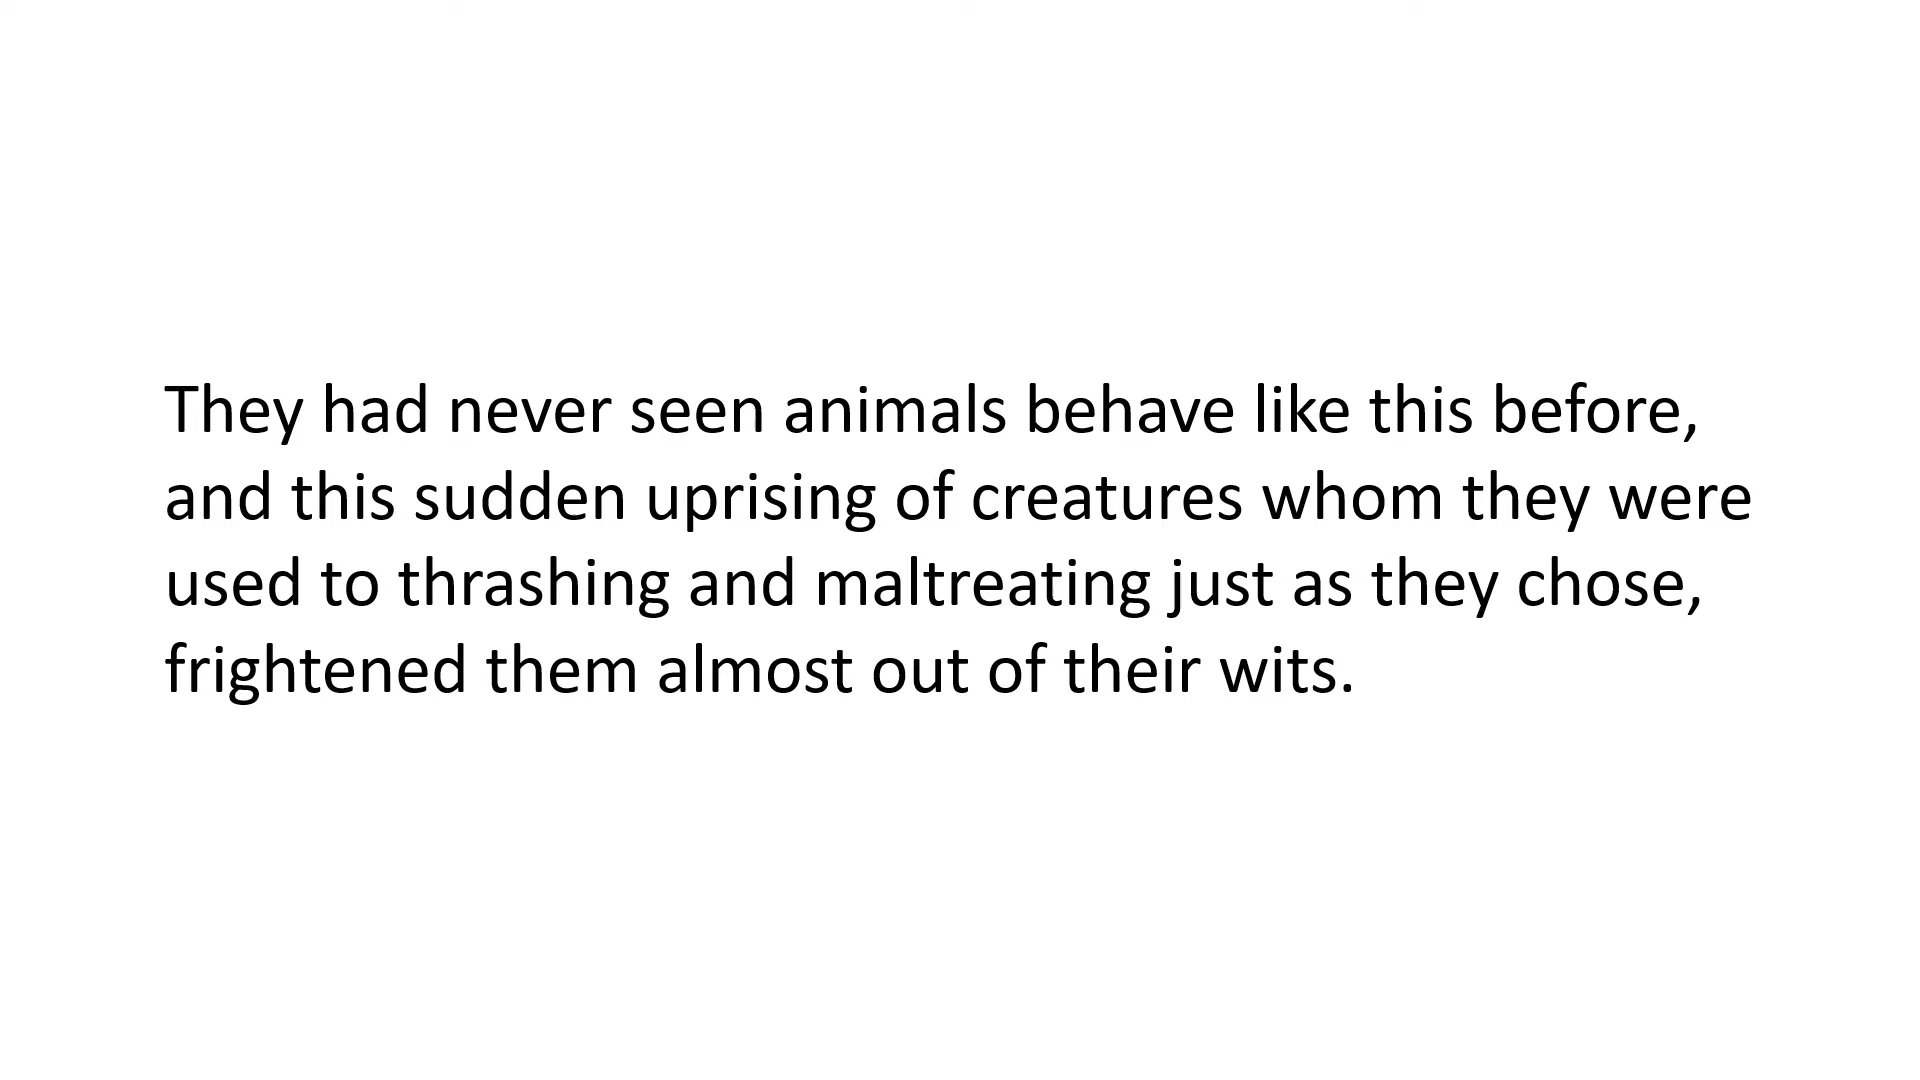 They had never seen animals behave like this before,
and this sudden uprising of creatures whom they were
used to thrashing and maltreating just as they chose,
frightened them almost out of their wits.